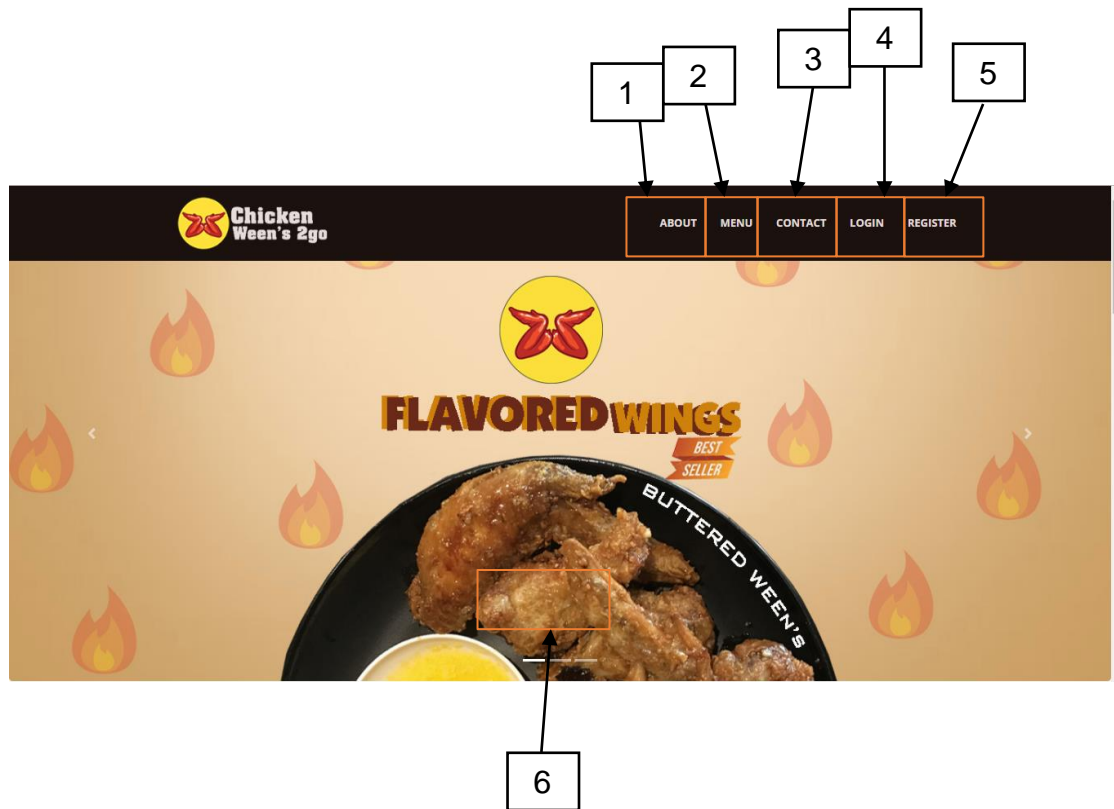 4
3
5
2
1
Chicken
Ween's 2go
ABOUT MENU CONTACT LOGIN REGISTER
FLAVORED WINGS
BEST
SELLER
BUTTERED WEEN'S
6